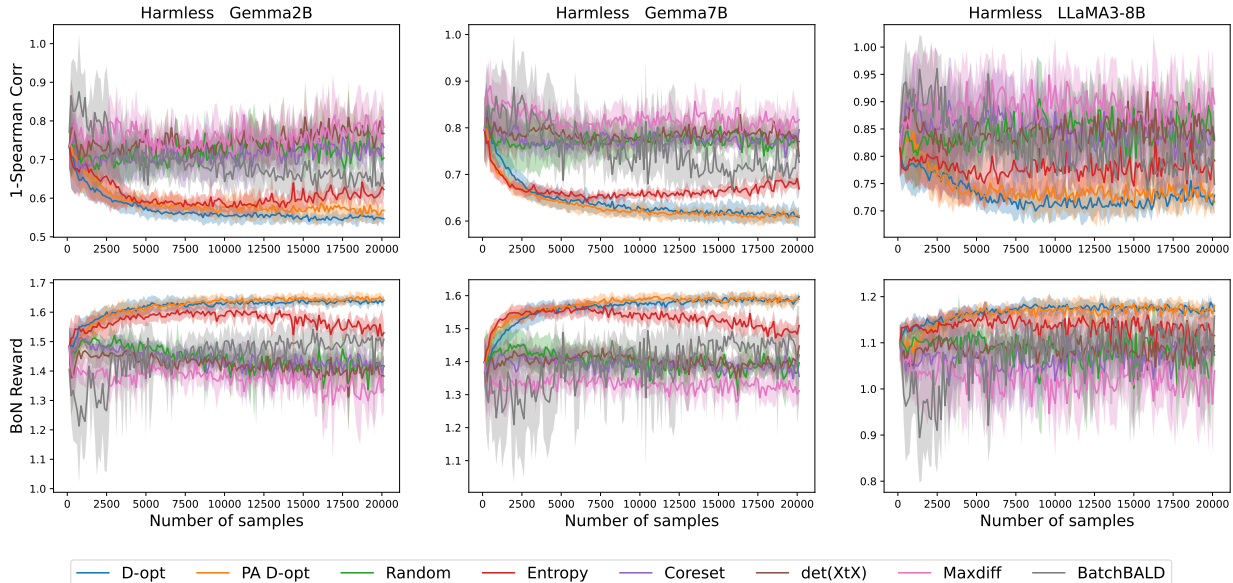 Harmless Gemma2B
Harmless Gemma7B
Harmless LLaMA3-8B
1-Spearman Corr
1.0
0.9
0.8
0.7
0.6
0.5
0 2500 5000 7500 10000 12500 15000 17500 20000
1.0
0.9
0.8
0.7
0.6
0 2500 5000 7500 10000 12500 15000 17500 20000
1.00
0.95
0.90
0.85
0.80
0.75
0.70
0 2500 5000 7500 10000 12500 15000 17500 20000
BoN Reward
1.7
1.6
1.5
1.4
1.3
1.2
1.1
1.0
0 2500 5000 7500 10000 12500 15000 17500 20000
Number of samples
1.6
1.5
1.4
1.3
1.2
1.1
0 2500 5000 7500 10000 12500 15000 17500 20000
Number of samples
1.2
1.1
1.0
0.9
0.8
0 2500 5000 7500 10000 12500 15000 17500 20000
Number of samples
D-opt PA D-opt Random Entropy Coreset det(XtX) Maxdiff BatchBALD